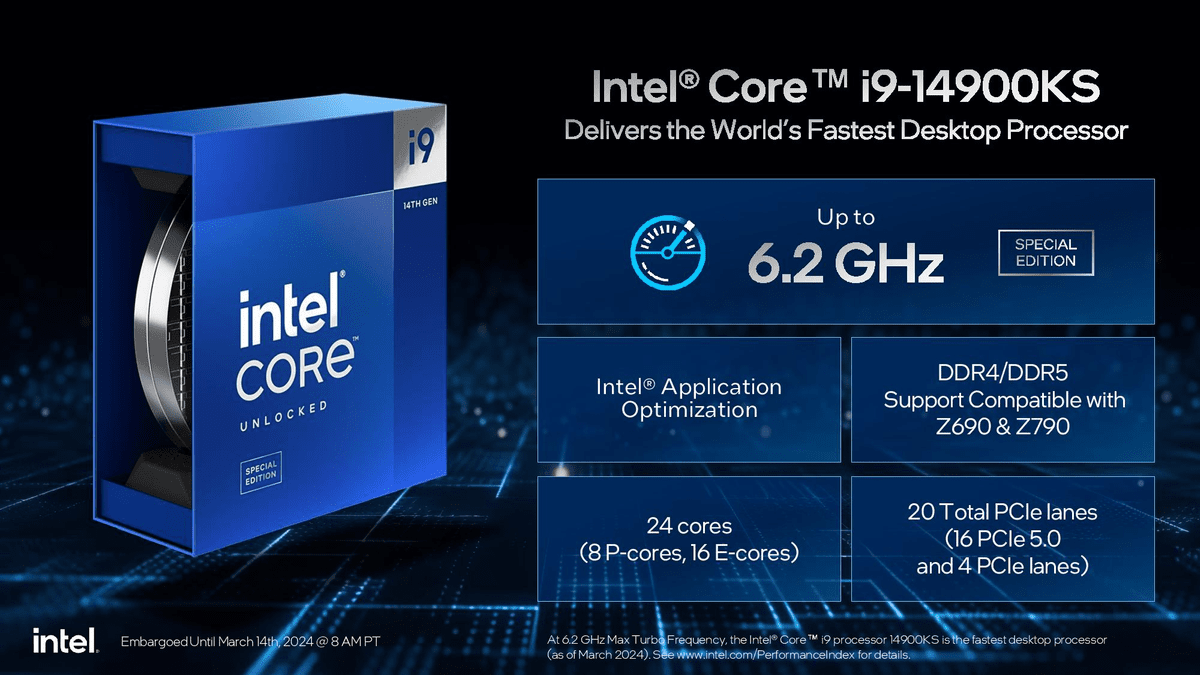 Intel® Core™ i9-14900KS
Delivers the World's Fastest Desktop Processor
i9
14TH GEN
intel®
CORE™
UNLOCKED
SPECIAL
EDITION
Up to
6.2 GHz
SPECIAL
EDITION
Intel® Application
Optimization
DDR4/DDR5
Support Compatible with
Z690 & Z790
24 cores
(8 P-cores, 16 E-cores)
20 Total PCIe lanes
(16 PCIe 5.0
and 4 PCIe lanes)
intel.
Embargoed Until March 14th, 2024 @ 8 AM PT
At 6.2 GHz Max Turbo Frequency, the Intel® Core™ i9 processor 14900KS is the fastest desktop processor
(as of March 2024). See www.intel.com/PerformanceIndex for details.